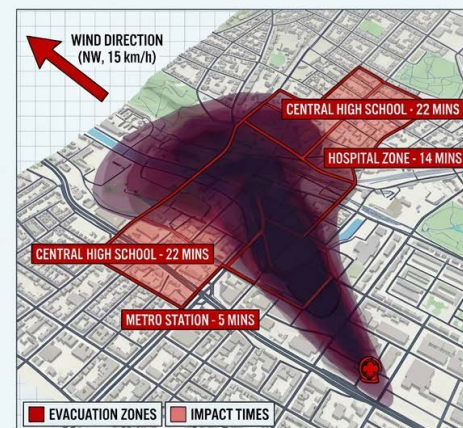 WIND DIRECTION
(NW, 15 km/h)
CENTRAL HIGH SCHOOL - 22 MINS
HOSPITAL ZONE - 14 MINS
CENTRAL HIGH SCHOOL - 22 MINS
METRO STATION - 5 MINS
EVACUATION ZONES
IMPACT TIMES